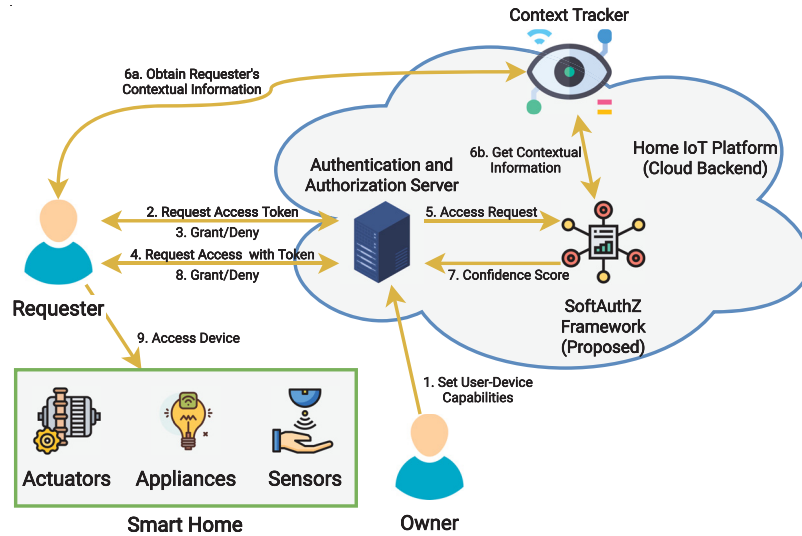 Context Tracker
6a. Obtain Requester's
Contextual Information
Home IoT Platform
(Cloud Backend)
6b. Get Contextual
Information
Authentication and
Authorization Server
2. Request Access Token
3. Grant/Deny
4. Request Access with Token
8. Grant/Deny
5. Access Request
7. Confidence Score
Requester
SoftAuthZ
Framework
(Proposed)
9. Access Device
1. Set User-Device
Capabilities
Actuators
Appliances
Sensors
Smart Home
Owner